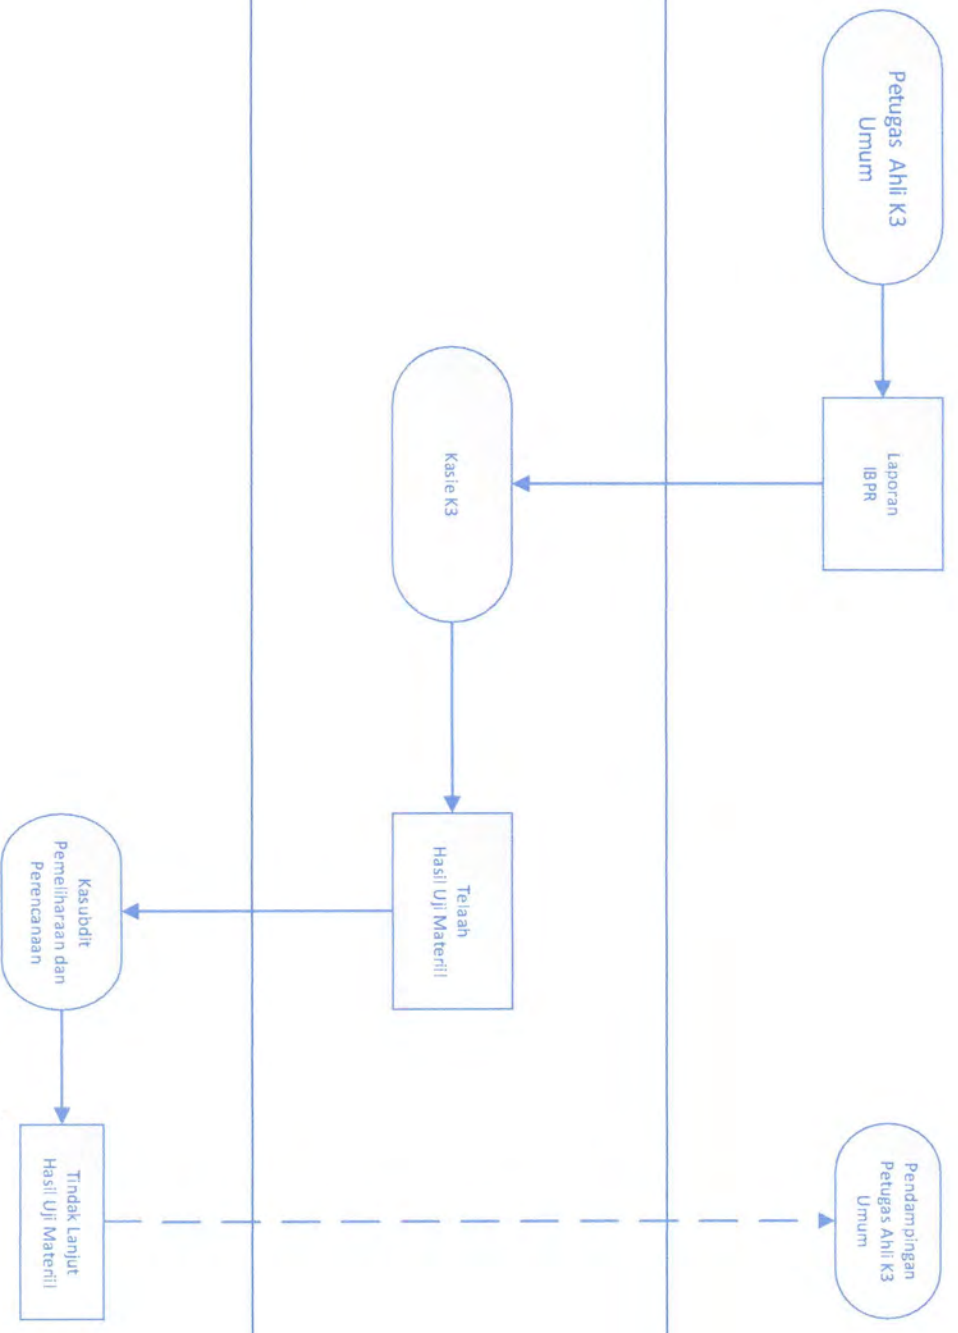 Petugas Ahli K3
Umum
Laporan
IBPR
Kasie K3
Telaah
Hasil Uji Materiil
Kasubdit
Pemeliharaan dan
Perencanaan
Tindak Lanjut
Hasil Uji Materiil
Pendampingan
Petugas Ahli K3
Umum